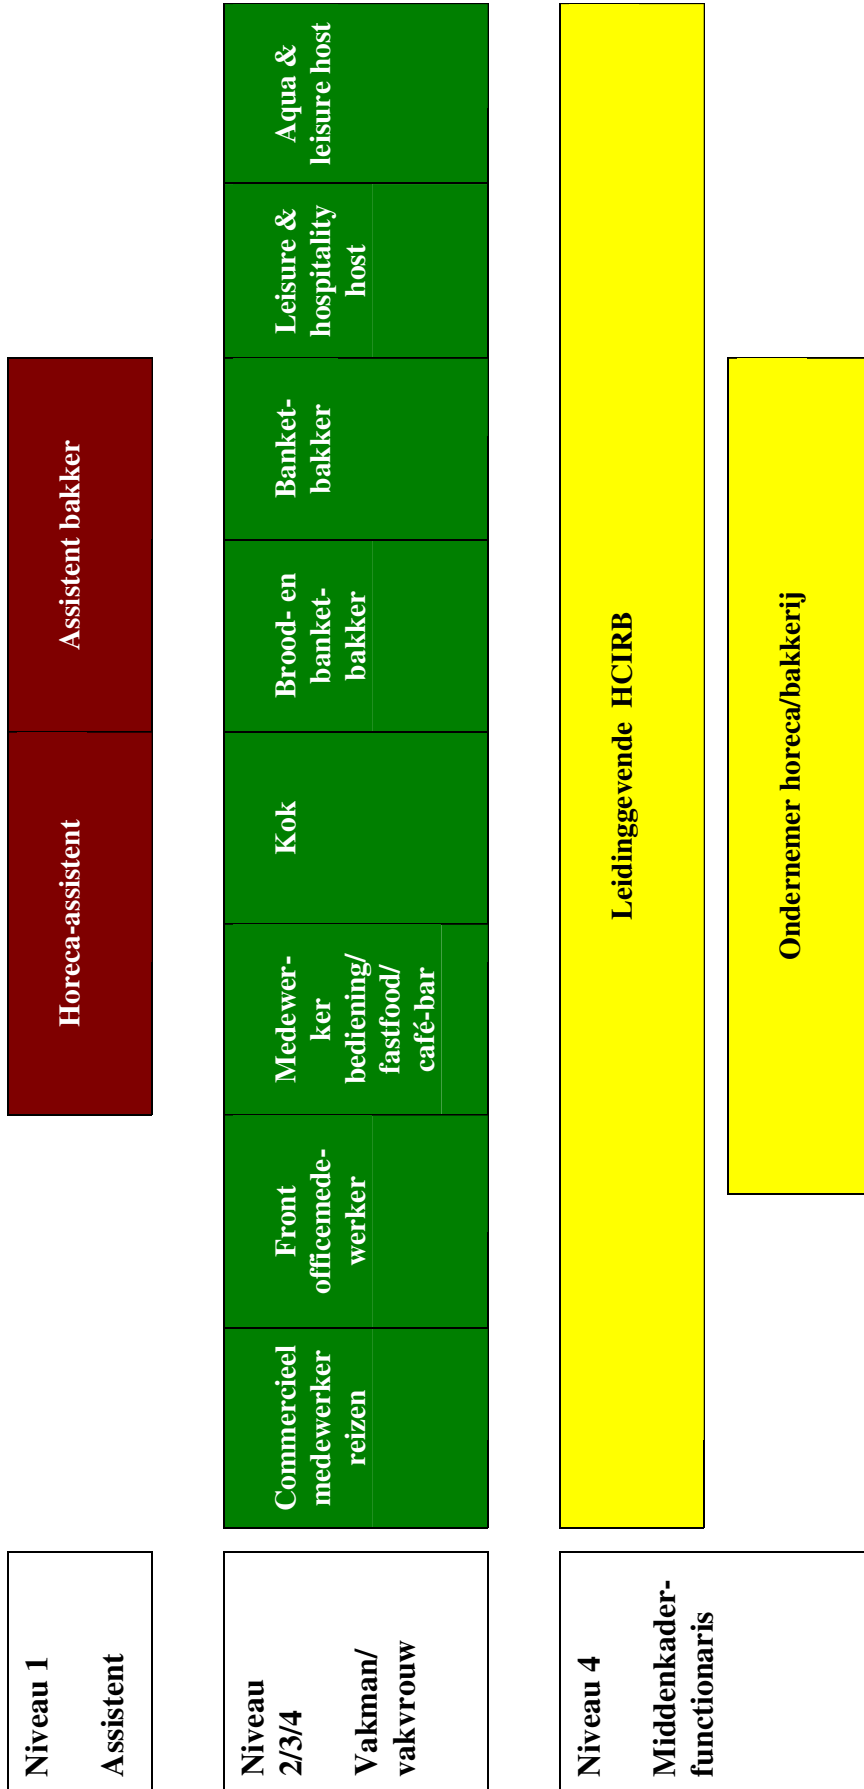 Niveau 1
Assistent
Horeca-assistent
Assistent bakker
Niveau
2/3/4
Vakman/
vakvrouw
Commercieel
medewerker
reizen
Front
officemede-
werker
Medewer-
ker
bediening/
fastfood/
café-bar
Kok
Brood- en
banket-
bakker
Banket-
bakker
Leisure &
hospitality
host
Aqua &
leisure host
Niveau 4
Middenkader-
functionaris
Leidinggevende HCIRB
Ondernemer horeca/bakkerij